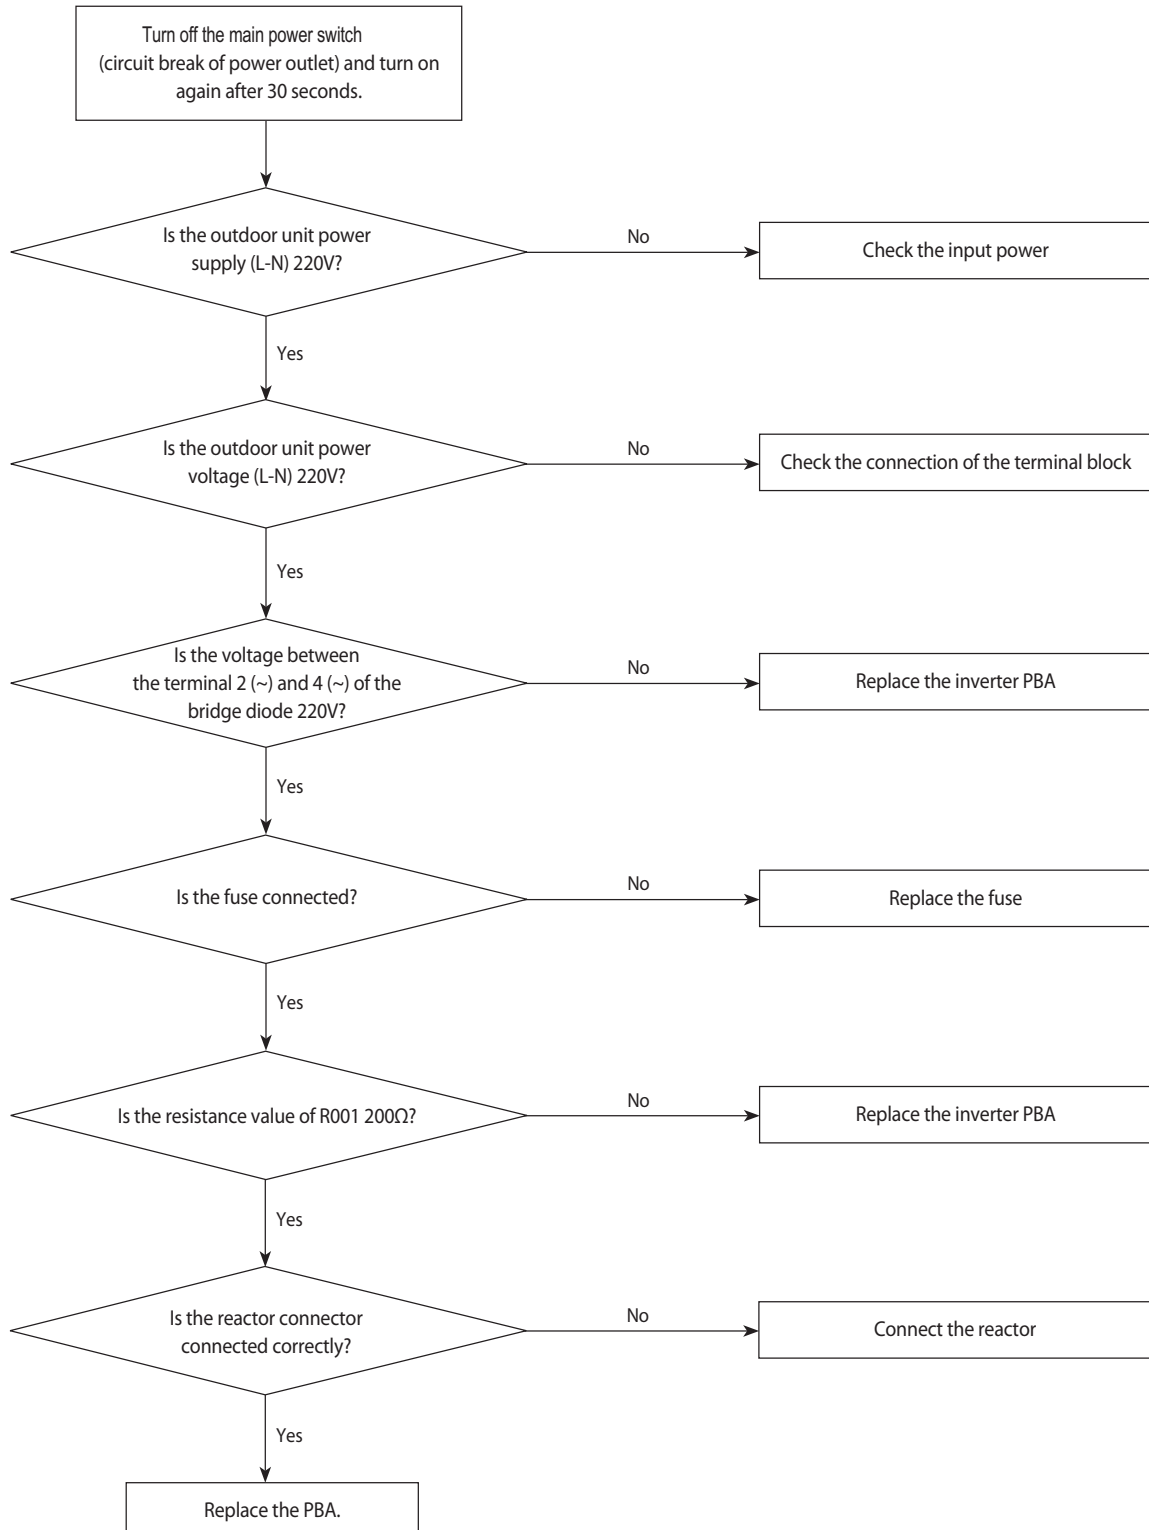 Turn off the main power switch
(circuit break of power outlet) and turn on
again after 30 seconds.
Is the outdoor unit power
supply (L-N) 220V?
No
Check the input power
Yes
Is the outdoor unit power
voltage (L-N) 220V?
No
Check the connection of the terminal block
Yes
Is the voltage between
the terminal 2 (~) and 4 (~) of the
bridge diode 220V?
No
Replace the inverter PBA
Yes
Is the fuse connected?
No
Replace the fuse
Yes
Is the resistance value of R001 200Ω?
No
Replace the inverter PBA
Yes
Is the reactor connector
connected correctly?
No
Connect the reactor
Yes
Replace the PBA.